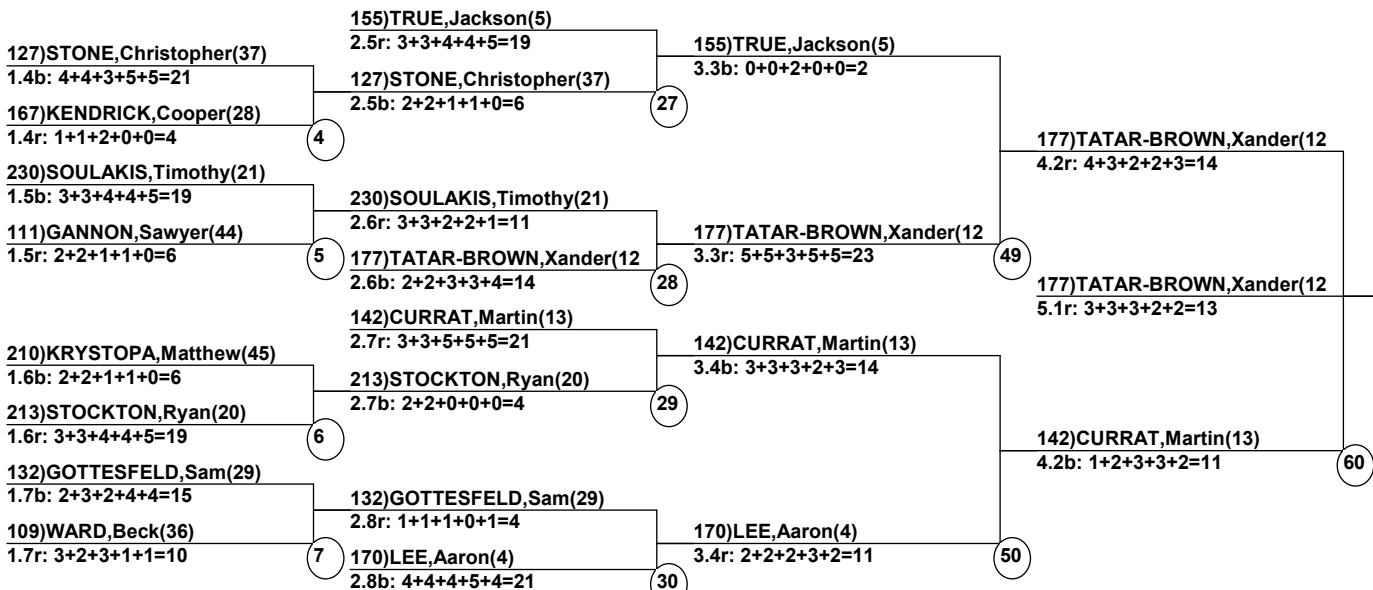 127)STONE,Christopher(37)
1.4b: 4+4+3+5+5=21
167)KENDRICK,Cooper(28)
1.4r: 1+1+2+0+0=4
4
230)SOULAKIS,Timothy(21)
1.5b: 3+3+4+4+5=19
111)GANNON,Sawyer(44)
1.5r: 2+2+1+1+0=6
5
210)KRYSTOPA,Matthew(45)
1.6b: 2+2+1+1+0=6
213)STOCKTON,Ryan(20)
1.6r: 3+3+4+4+5=19
6
132)GOTTESFELD,Sam(29)
1.7b: 2+3+2+4+4=15
109)WARD,Beck(36)
1.7r: 3+2+3+1+1=10
7
155)TRUE,Jackson(5)
2.5r: 3+3+4+4+5=19
127)STONE,Christopher(37)
2.5b: 2+2+1+1+0=6
27
230)SOULAKIS,Timothy(21)
2.6r: 3+3+2+2+1=11
177)TATAR-BROWN,Xander(12
2.6b: 2+2+3+3+4=14
28
142)CURRAT,Martin(13)
2.7r: 3+3+5+5+5=21
213)STOCKTON,Ryan(20)
2.7b: 2+2+0+0+0=4
29
132)GOTTESFELD,Sam(29)
2.8r: 1+1+1+0+1=4
170)LEE,Aaron(4)
2.8b: 4+4+4+5+4=21
30
155)TRUE,Jackson(5)
3.3b: 0+0+2+0+0=2
177)TATAR-BROWN,Xander(12
3.3r: 5+5+3+5+5=23
49
142)CURRAT,Martin(13)
3.4b: 3+3+3+2+3=14
170)LEE,Aaron(4)
3.4r: 2+2+2+3+2=11
50
177)TATAR-BROWN,Xander(12
4.2r: 4+3+2+2+3=14
142)CURRAT,Martin(13)
4.2b: 1+2+3+3+2=11
60
177)TATAR-BROWN,Xander(12
5.1r: 3+3+3+2+2=13